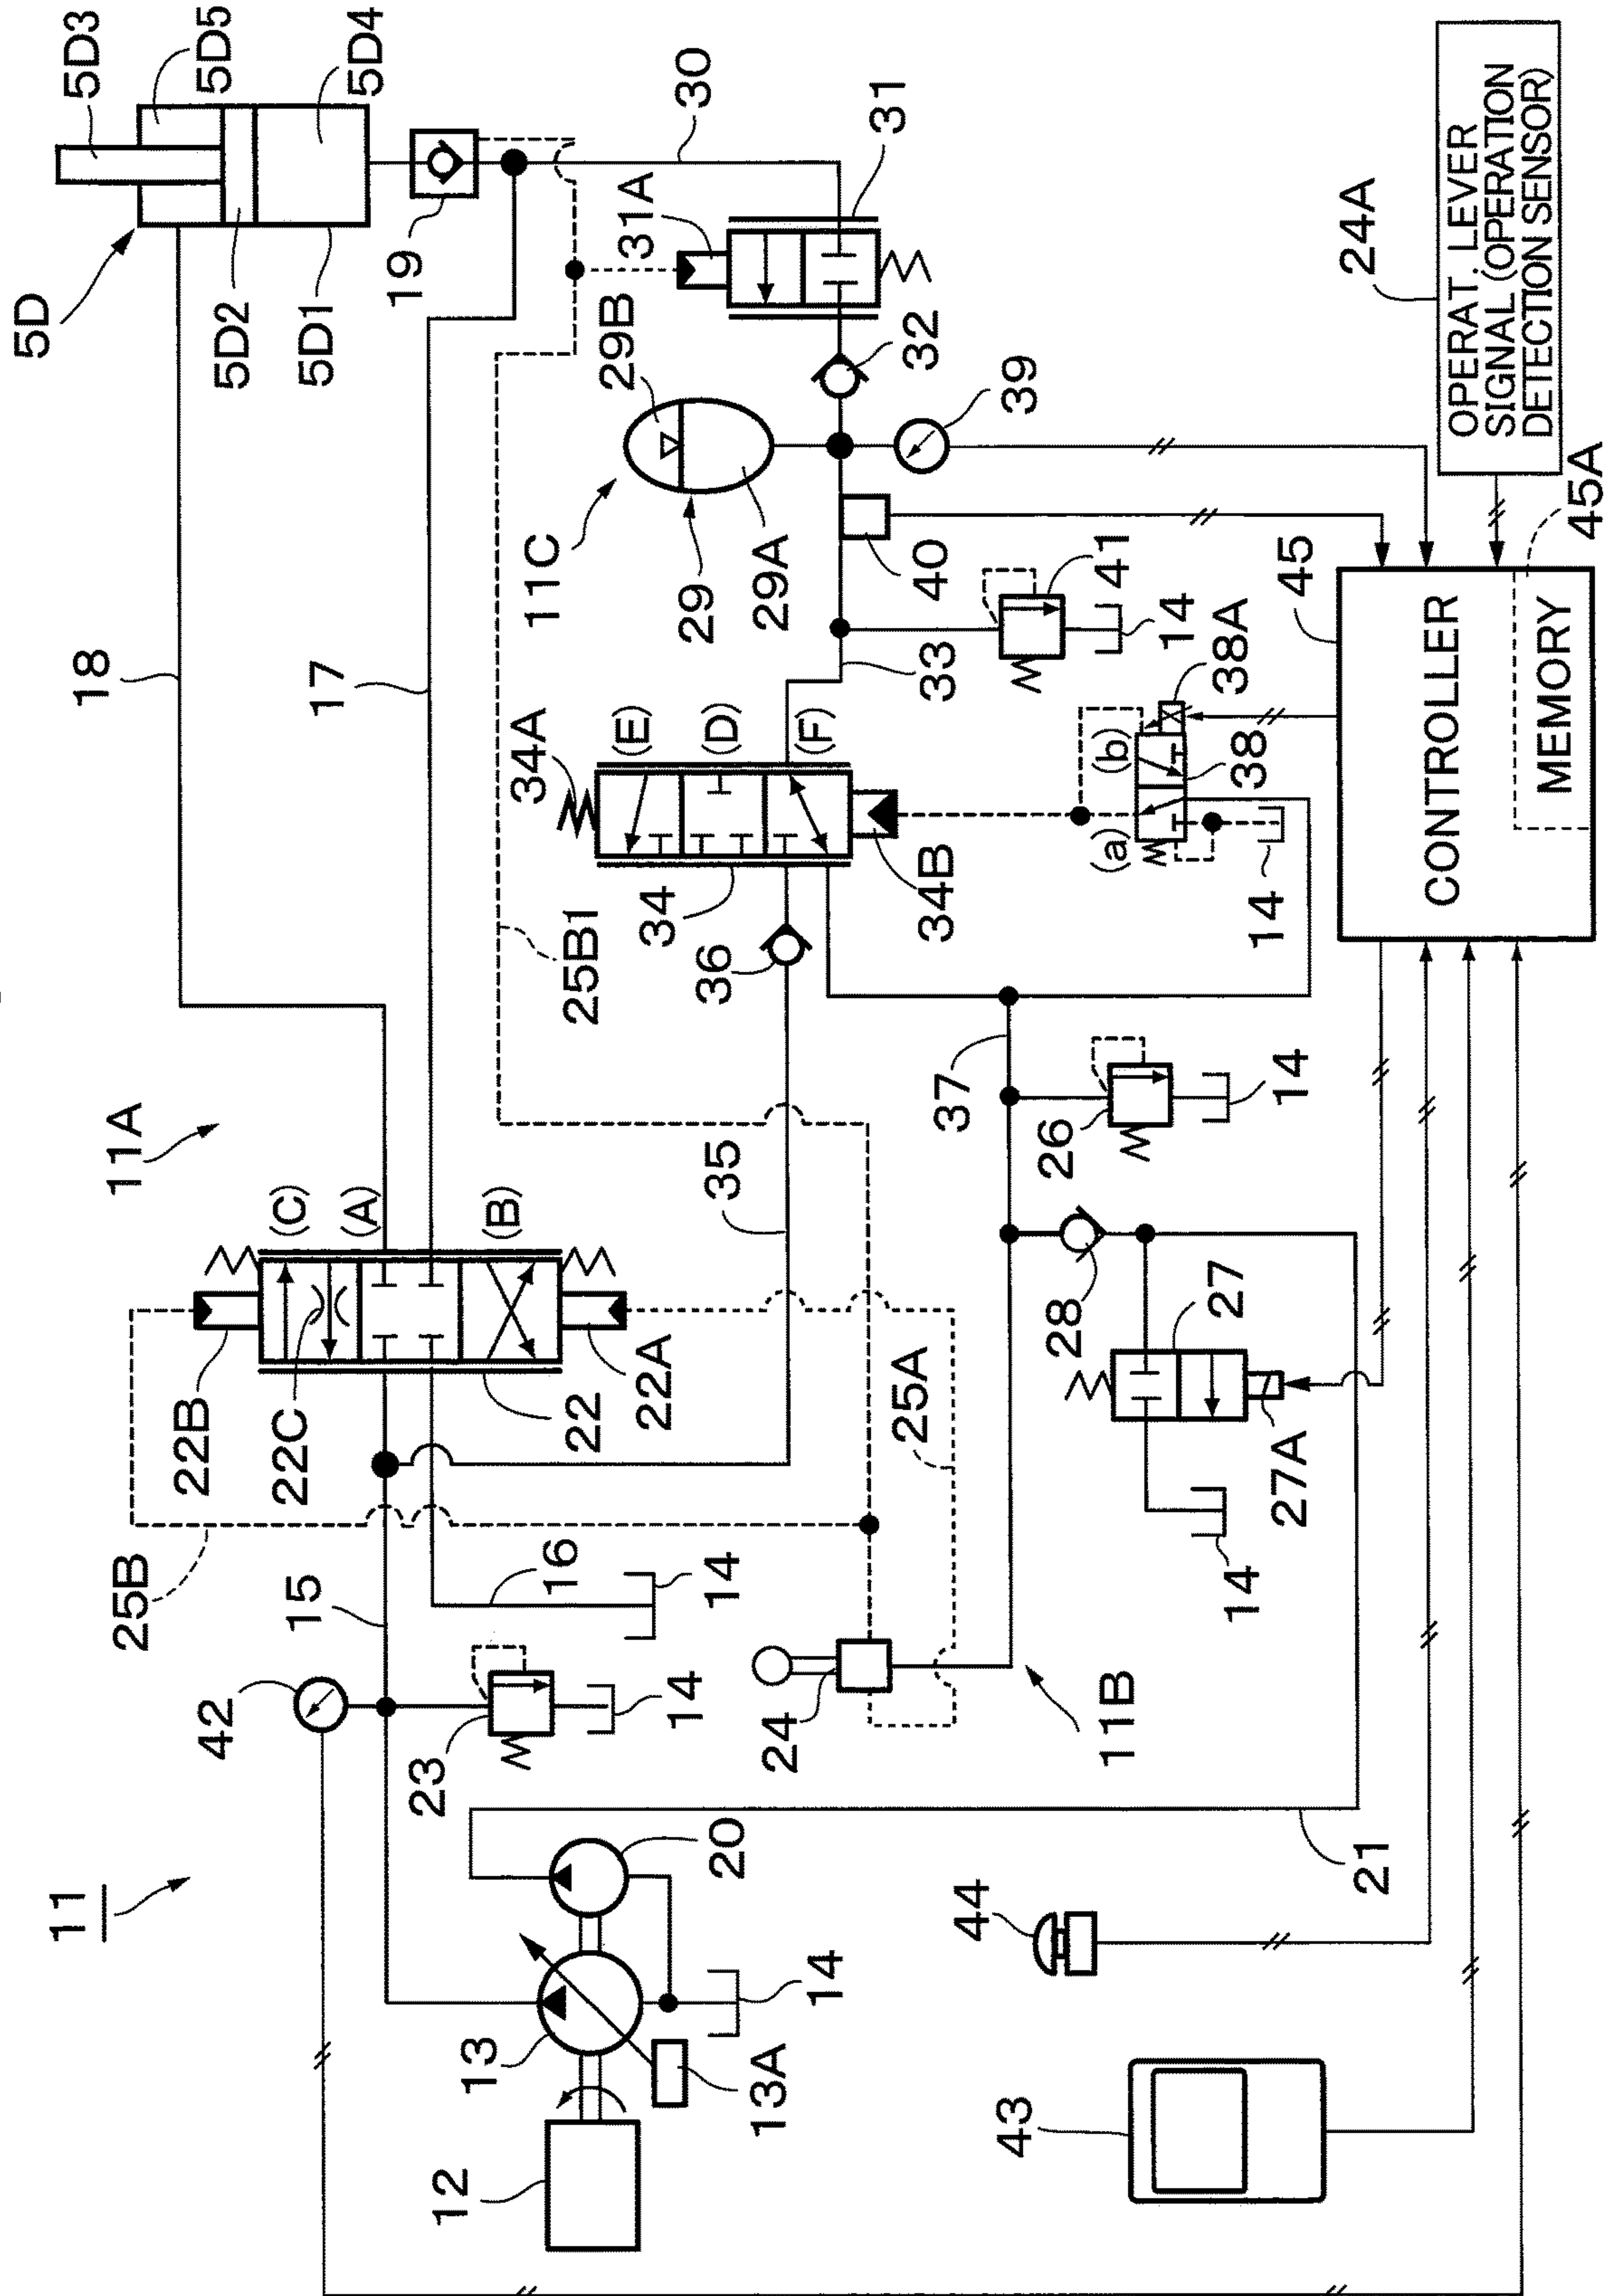 11
11A
(C)
(A)
(B)
22B
22C
22
22A
25B
15
16
14
42
23
14
24
11B
20
13
13A
12
14
21
44
43
35
25A
25B1
18
17
5D
5D3
5D5
5D4
5D2
5D1
19
30
31A
31
29B
32
39
11C
29
29A
40
33
41
14
34A
(E)
(D)
(F)
34
34B
36
(a)
(b)
38A
38
14
37
26
14
28
27
27A
14
24A
OPERAT. LEVER
SIGNAL (OPERATION
DETECTION SENSOR)
45A
45
CONTROLLER
MEMORY